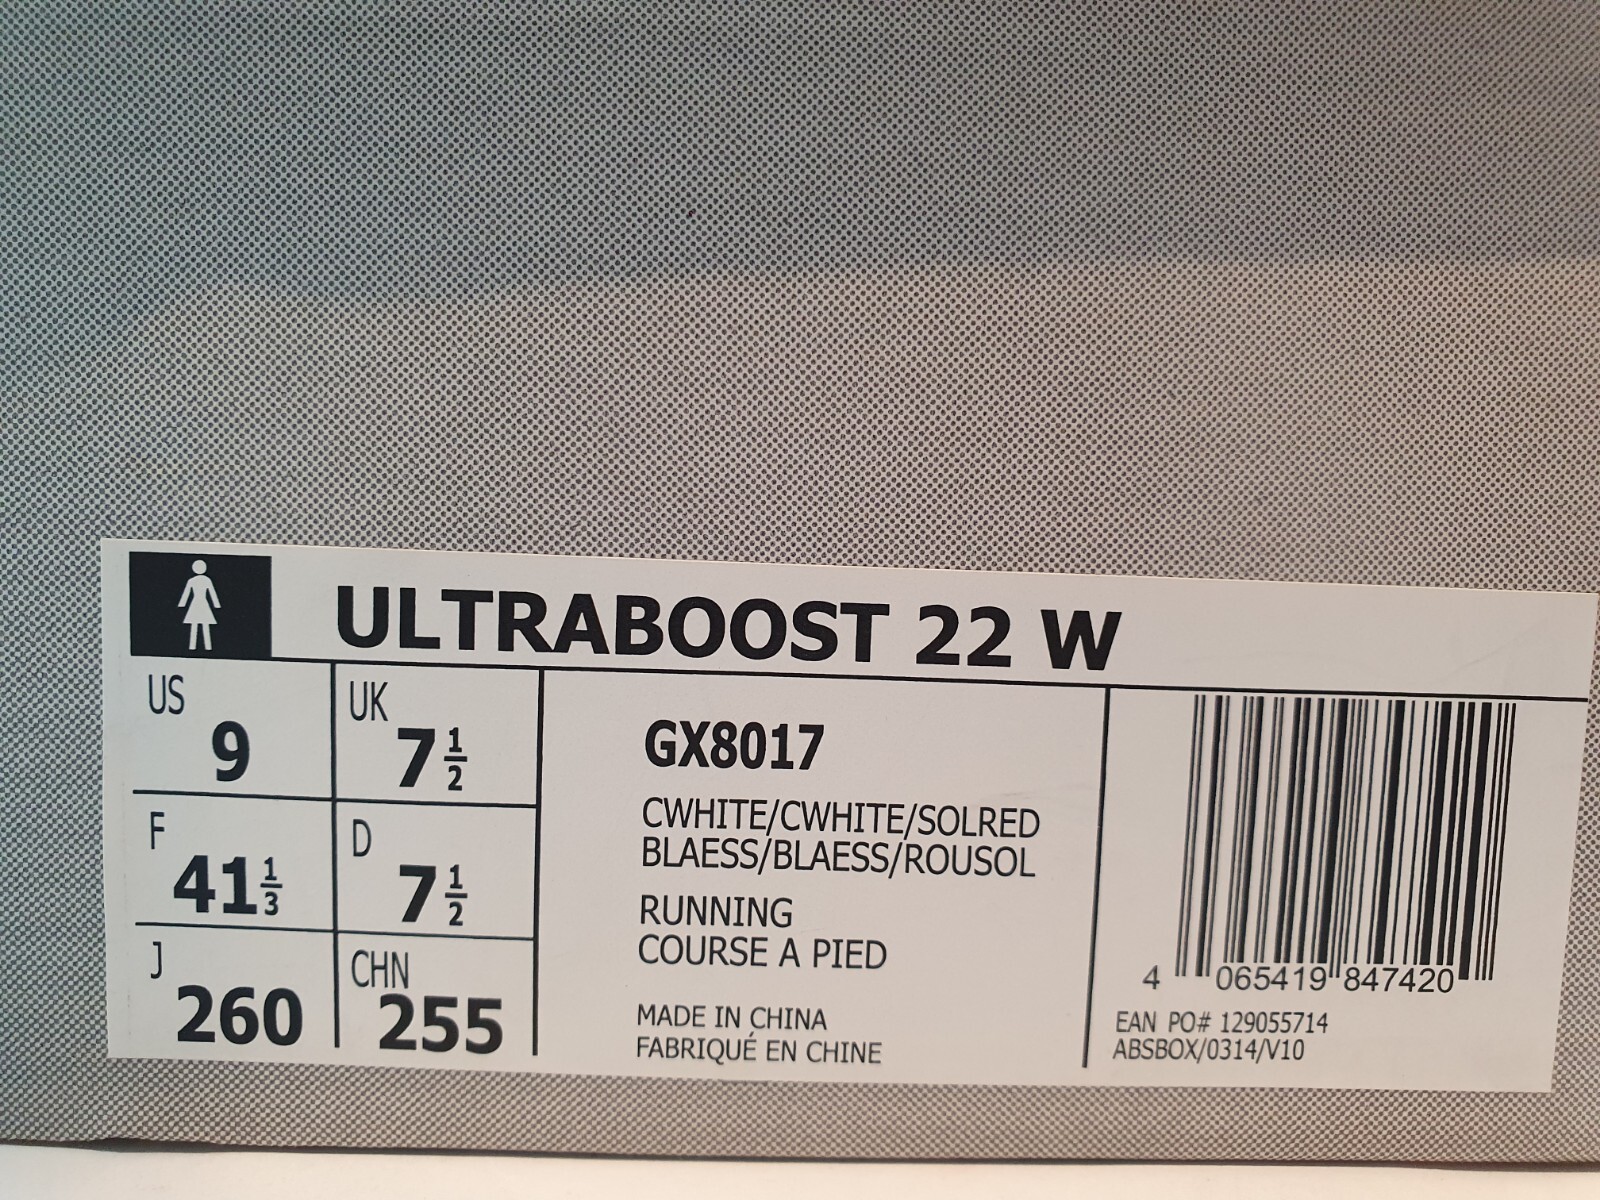 ULTRABOOST 22 W
US 9
UK 7 1/2
F 41 1/3
D 7 1/2
J 260
CHN 255
GX8017
CWHITE/CWHITE/SOLRED
BLAESS/BLAESS/ROUSOL
RUNNING
COURSE A PIED
MADE IN CHINA
FABRIQUÉ EN CHINE
4 065419 847420
EAN PO# 129055714
ABSBOX/0314/V10